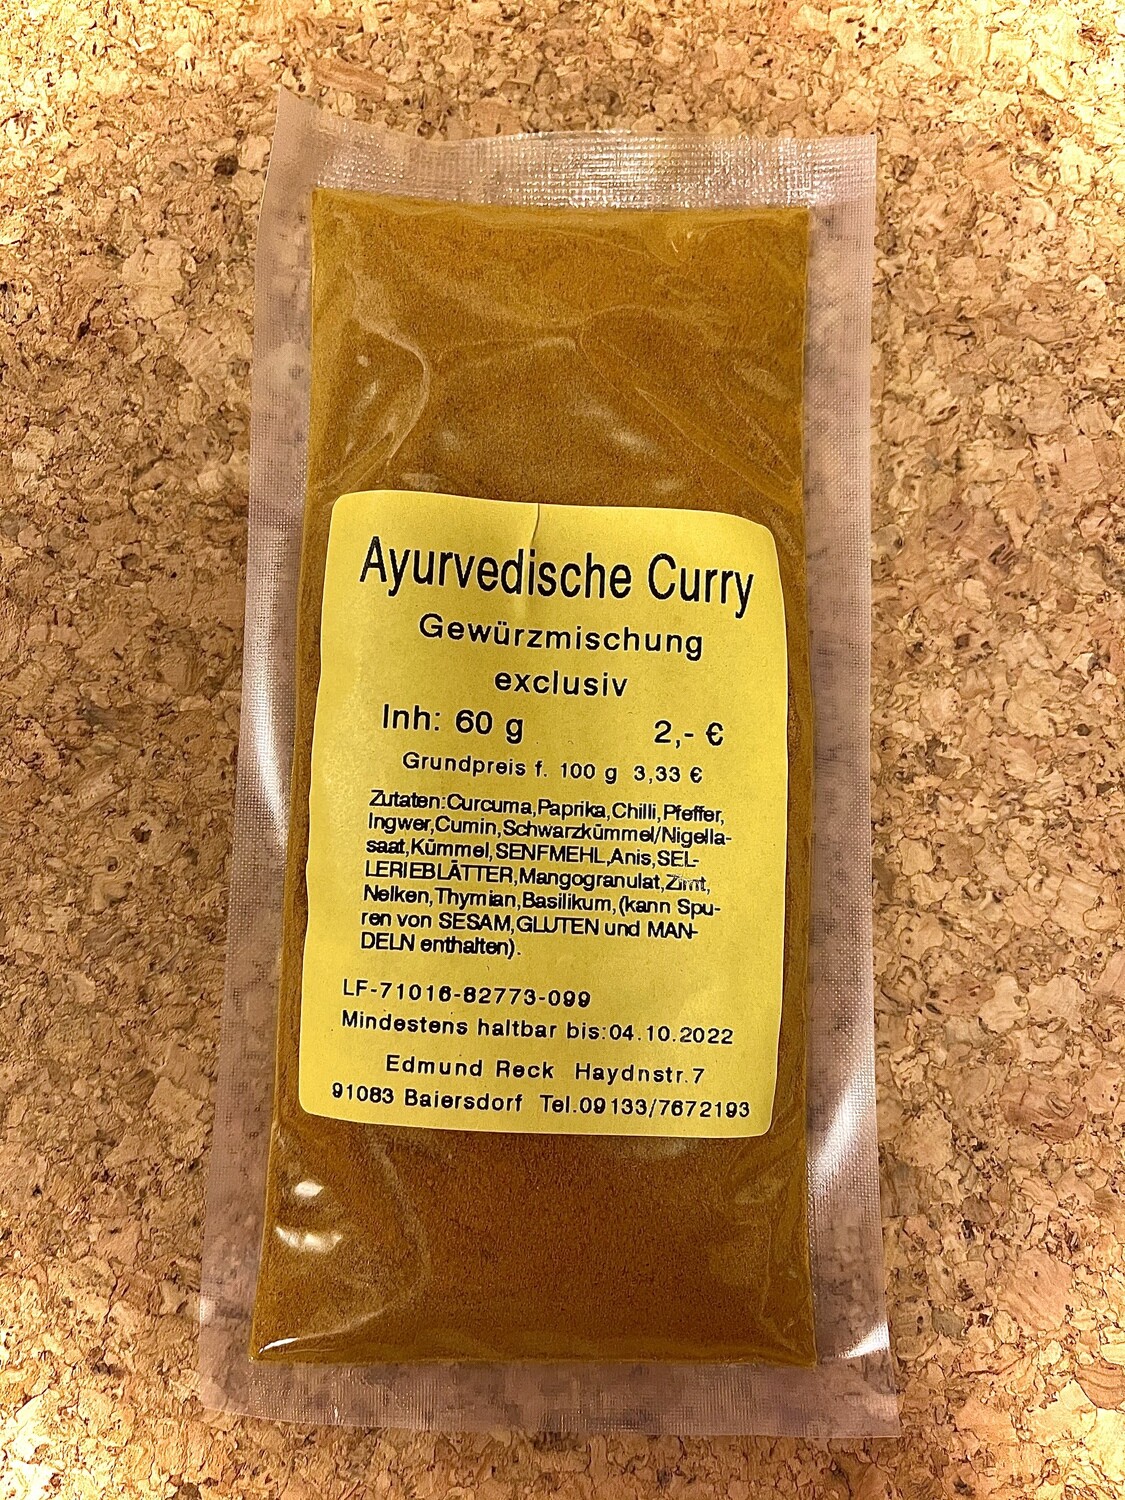 Ayurvedische Curry
Gewürzmischung
exclusiv
Inh: 60 g 2,- €
Grundpreis f. 100 g 3,33 €
Zutaten:Curcuma,Paprika,Chilli,Pfeffer,
Ingwer,Cumin,Schwarzkümmel/Nigella-
saat,Kümmel,SENFMEHL,Anis,SEL-
LERIEBLÄTTER,Mangogranulat,Zimt,
Nelken,Thymian,Basilikum,(kann Spu-
ren von SESAM,GLUTEN und MAN-
DELN enthalten).
LF-71016-82773-099
Mindestens haltbar bis:04.10.2022
Edmund Reck Haydnstr.7
91083 Baiersdorf Tel.09133/7672193